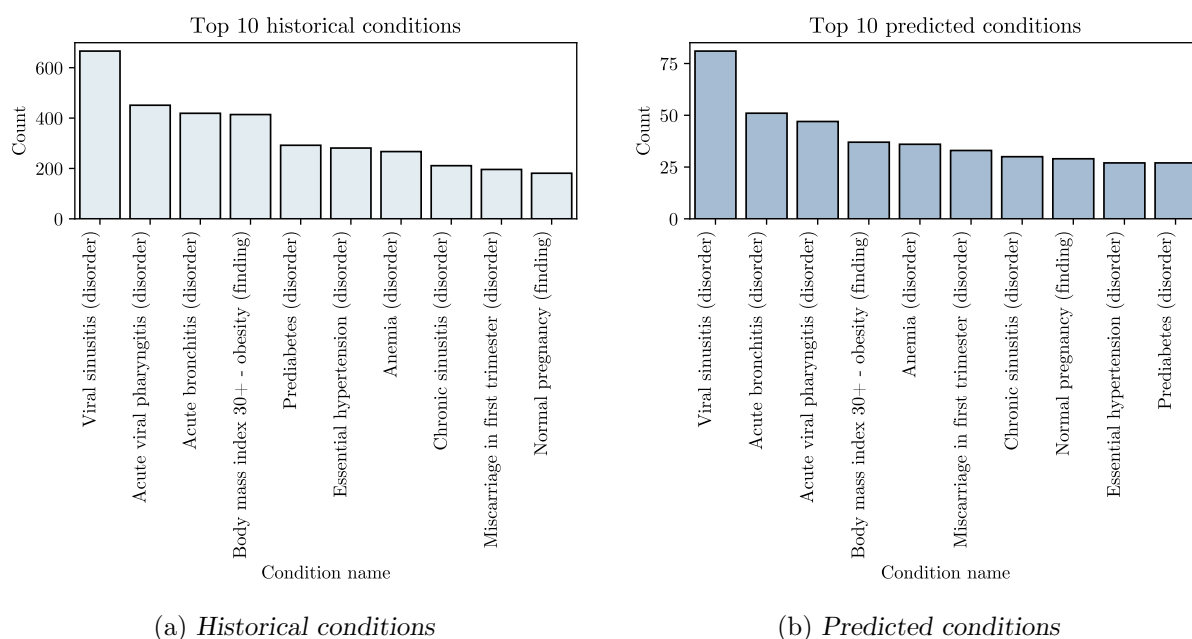 Top 10 historical conditions
Count
600
400
200
0
Viral sinusitis (disorder)
Acute viral pharyngitis (disorder)
Acute bronchitis (disorder)
Body mass index 30+ - obesity (finding)
Prediabetes (disorder)
Essential hypertension (disorder)
Anemia (disorder)
Chronic sinusitis (disorder)
Miscarriage in first trimester (disorder)
Normal pregnancy (finding)
Condition name
(a) Historical conditions
Top 10 predicted conditions
Count
75
50
25
0
Viral sinusitis (disorder)
Acute bronchitis (disorder)
Acute viral pharyngitis (disorder)
Body mass index 30+ - obesity (finding)
Anemia (disorder)
Miscarriage in first trimester (disorder)
Chronic sinusitis (disorder)
Normal pregnancy (finding)
Essential hypertension (disorder)
Prediabetes (disorder)
Condition name
(b) Predicted conditions